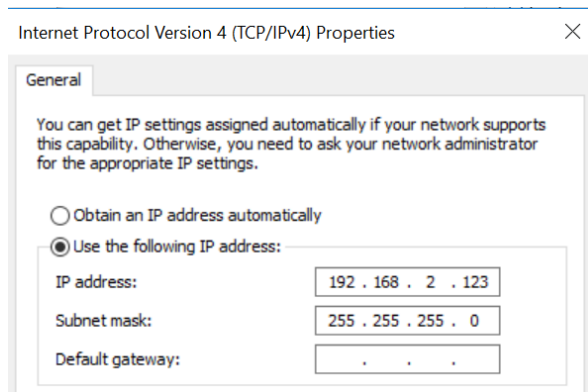 Internet Protocol Version 4 (TCP/IPv4) Properties
General
You can get IP settings assigned automatically if your network supports
this capability. Otherwise, you need to ask your network administrator
for the appropriate IP settings.
Obtain an IP address automatically
Use the following IP address:
IP address: 192 . 168 . 2 . 123
Subnet mask: 255 . 255 . 255 . 0
Default gateway: . . .